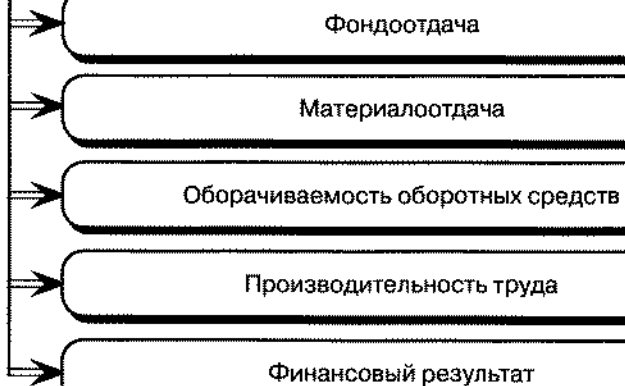 Фондоотдача
Материалоотдача
Оборачиваемость оборотных средств
Производительность труда
Финансовый результат